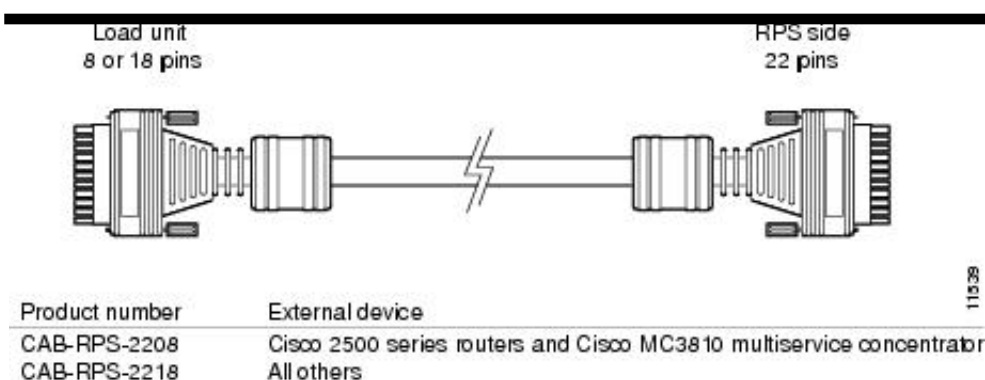 Load unit
8 or 18 pins
RPS side
22 pins
11539
Product number External device
CAB-RPS-2208 Cisco 2500 series routers and Cisco MC3810 multiservice concentrator
CAB-RPS-2218 All others